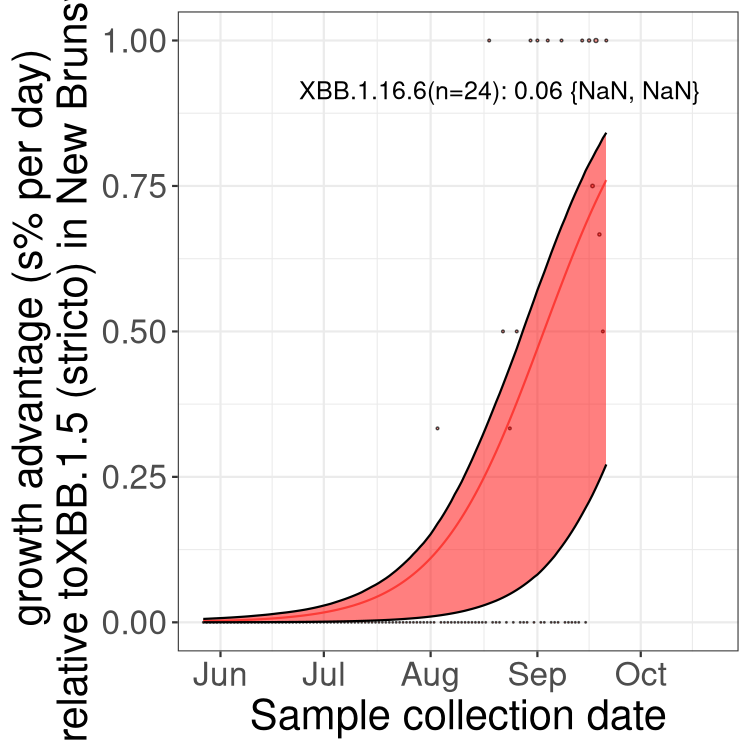 growth advantage (s% per day)
relative toXBB.1.5 (stricto) in New Bruns
1.00
0.75
0.50
0.25
0.00
XBB.1.16.6(n=24): 0.06 {NaN, NaN}
Jun Jul Aug Sep Oct
Sample collection date